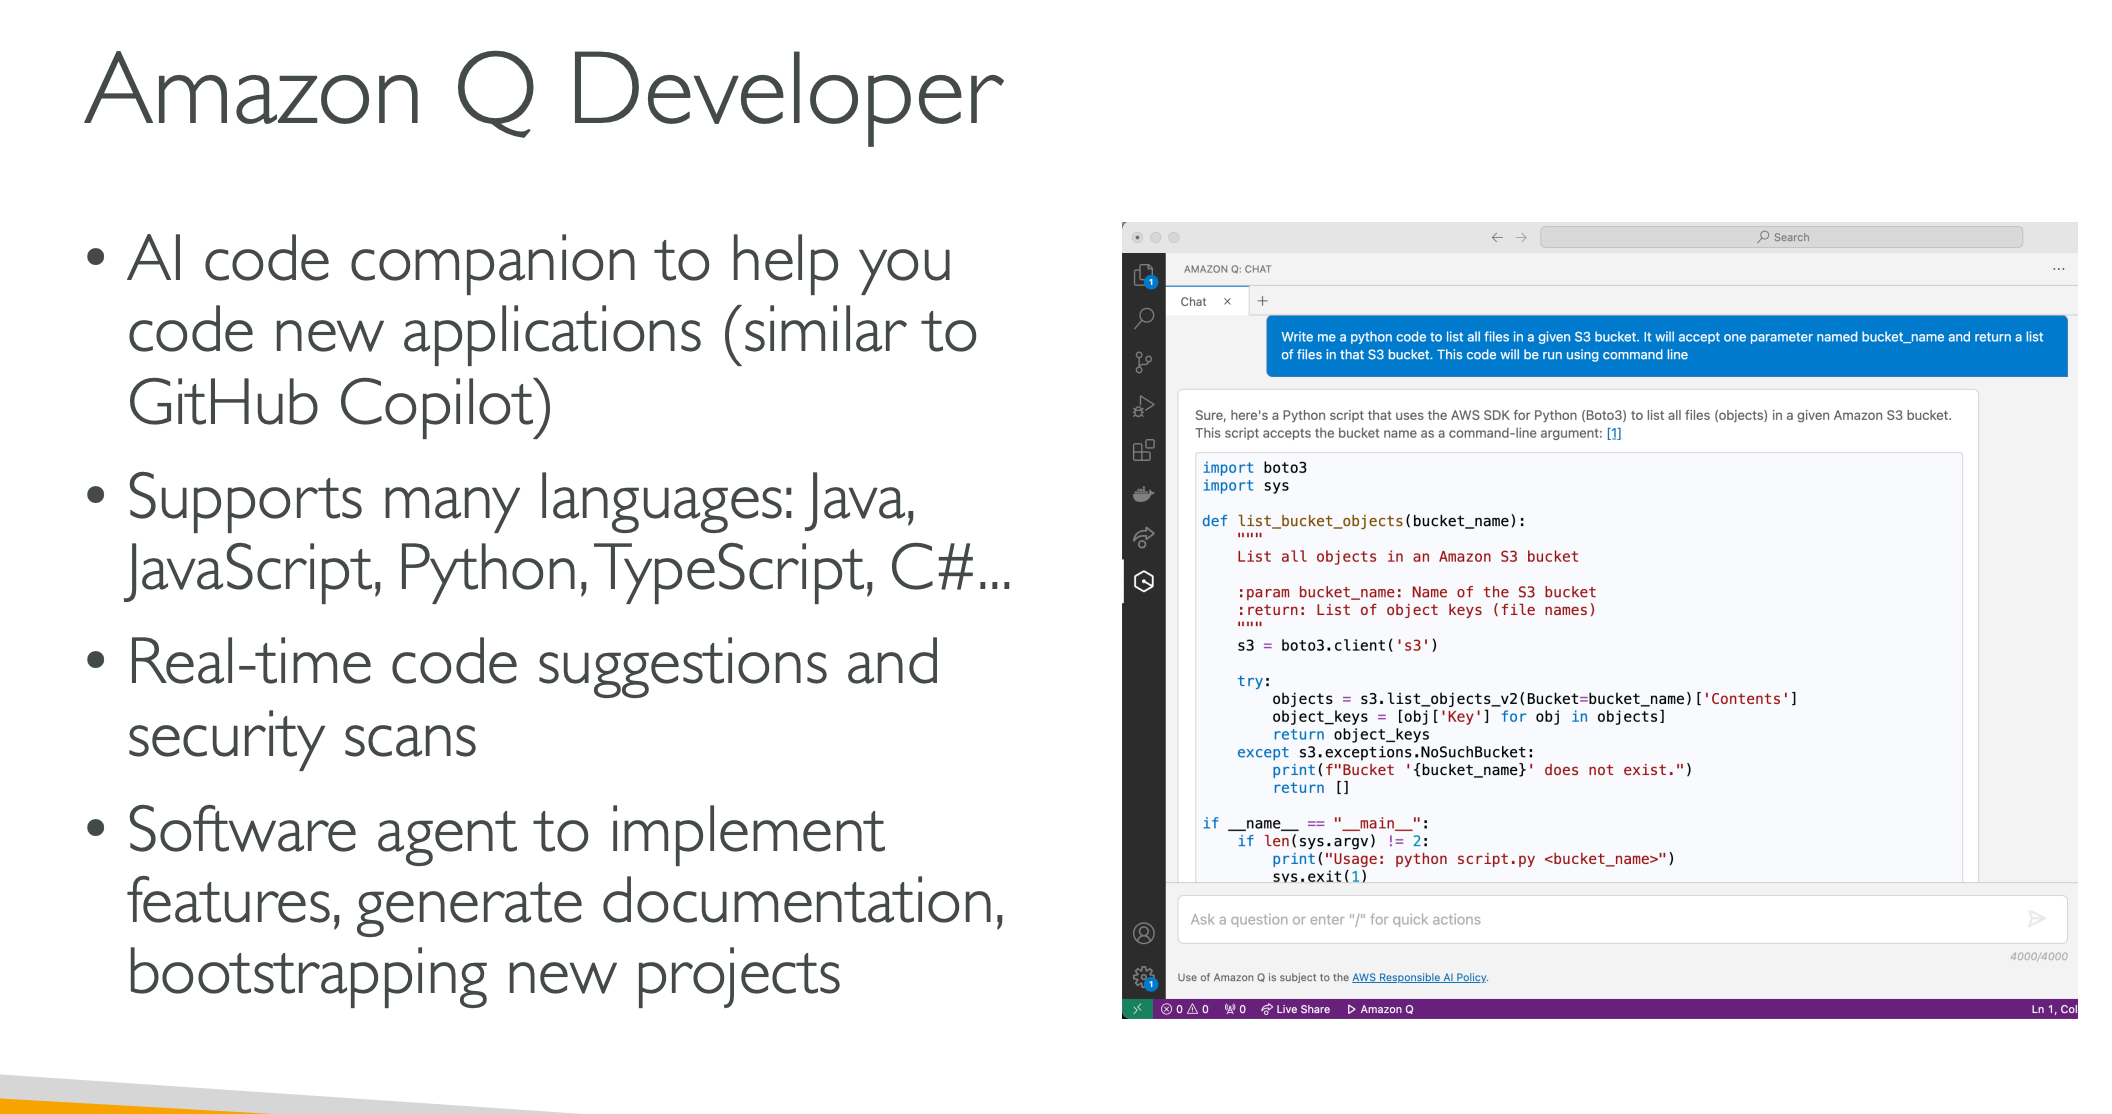 Amazon Q Developer
• AI code companion to help you
code new applications (similar to
GitHub Copilot)
• Supports many languages: Java,
JavaScript, Python, TypeScript, C#...
• Real-time code suggestions and
security scans
• Software agent to implement
features, generate documentation,
bootstrapping new projects
Search
AMAZON Q: CHAT
Chat
Write me a python code to list all files in a given S3 bucket. It will accept one parameter named bucket_name and return a list
of files in that S3 bucket. This code will be run using command line
Sure, here's a Python script that uses the AWS SDK for Python (Boto3) to list all files (objects) in a given Amazon S3 bucket.
This script accepts the bucket name as a command-line argument: [1]
import boto3
import sys
def list_bucket_objects(bucket_name):
"""
List all objects in an Amazon S3 bucket
:param bucket_name: Name of the S3 bucket
:return: List of object keys (file names)
"""
s3 = boto3.client('s3')
try:
objects = s3.list_objects_v2(Bucket=bucket_name)['Contents']
object_keys = [obj['Key'] for obj in objects]
return object_keys
except s3.exceptions.NoSuchBucket:
print(f"Bucket '{bucket_name}' does not exist.")
return []
if __name__ == "__main__":
if len(sys.argv) != 2:
print("Usage: python script.py <bucket_name>")
sys.exit(1)
Ask a question or enter "/" for quick actions
4000/4000
Use of Amazon Q is subject to the AWS Responsible AI Policy.
1
1
0 0 0 Live Share Amazon Q Ln 1, Col